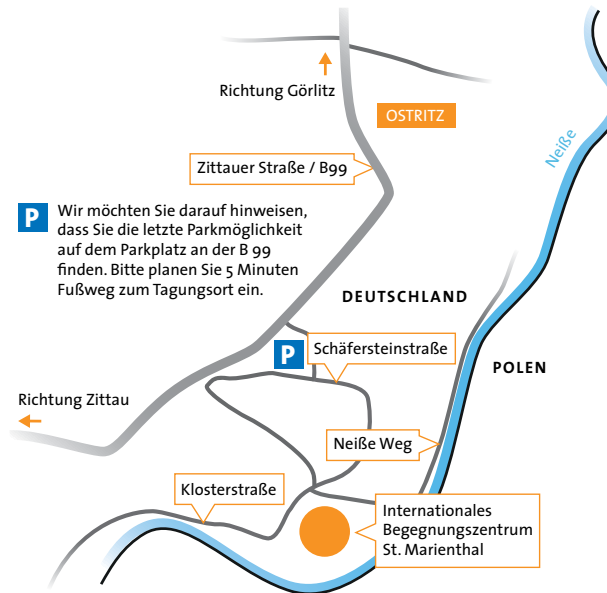 Richtung Görlitz
OSTRITZ
Neiße
Zittauer Straße / B99
P
Wir möchten Sie darauf hinweisen,
dass Sie die letzte Parkmöglichkeit
auf dem Parkplatz an der B 99
finden. Bitte planen Sie 5 Minuten
Fußweg zum Tagungsort ein.
DEUTSCHLAND
P
Schäfersteinstraße
POLEN
Richtung Zittau
Neiße Weg
Klosterstraße
Internationales
Begegnungszentrum
St. Marienthal